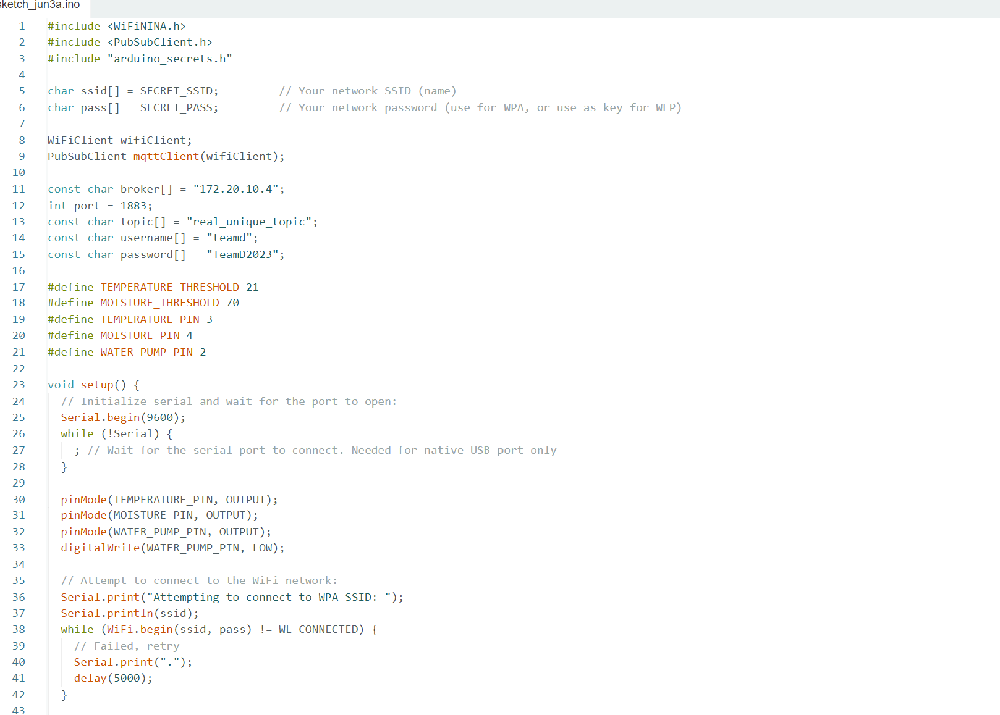 sketch_jun3a.ino
1 #include <WiFiNINA.h>
2 #include <PubSubClient.h>
3 #include "arduino_secrets.h"
4
5 char ssid[] = SECRET_SSID;         // Your network SSID (name)
6 char pass[] = SECRET_PASS;         // Your network password (use for WPA, or use as key for WEP)
7
8 WiFiClient wifiClient;
9 PubSubClient mqttClient(wifiClient);
10
11 const char broker[] = "172.20.10.4";
12 int port = 1883;
13 const char topic[] = "real_unique_topic";
14 const char username[] = "teamd";
15 const char password[] = "TeamD2023";
16
17 #define TEMPERATURE_THRESHOLD 21
18 #define MOISTURE_THRESHOLD 70
19 #define TEMPERATURE_PIN 3
20 #define MOISTURE_PIN 4
21 #define WATER_PUMP_PIN 2
22
23 void setup() {
24   // Initialize serial and wait for the port to open:
25   Serial.begin(9600);
26   while (!Serial) {
27     ; // Wait for the serial port to connect. Needed for native USB port only
28   }
29
30   pinMode(TEMPERATURE_PIN, OUTPUT);
31   pinMode(MOISTURE_PIN, OUTPUT);
32   pinMode(WATER_PUMP_PIN, OUTPUT);
33   digitalWrite(WATER_PUMP_PIN, LOW);
34
35   // Attempt to connect to the WiFi network:
36   Serial.print("Attempting to connect to WPA SSID: ");
37   Serial.println(ssid);
38   while (WiFi.begin(ssid, pass) != WL_CONNECTED) {
39     // Failed, retry
40     Serial.print(".");
41     delay(5000);
42   }
43